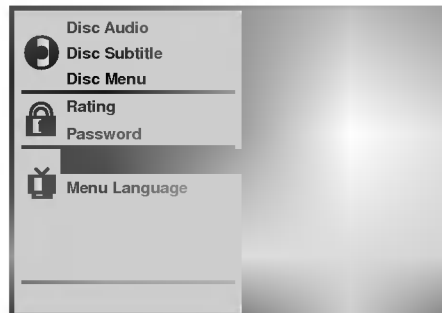 Disc Audio
Disc Subtitle
Disc Menu
Rating
Password
Menu Language